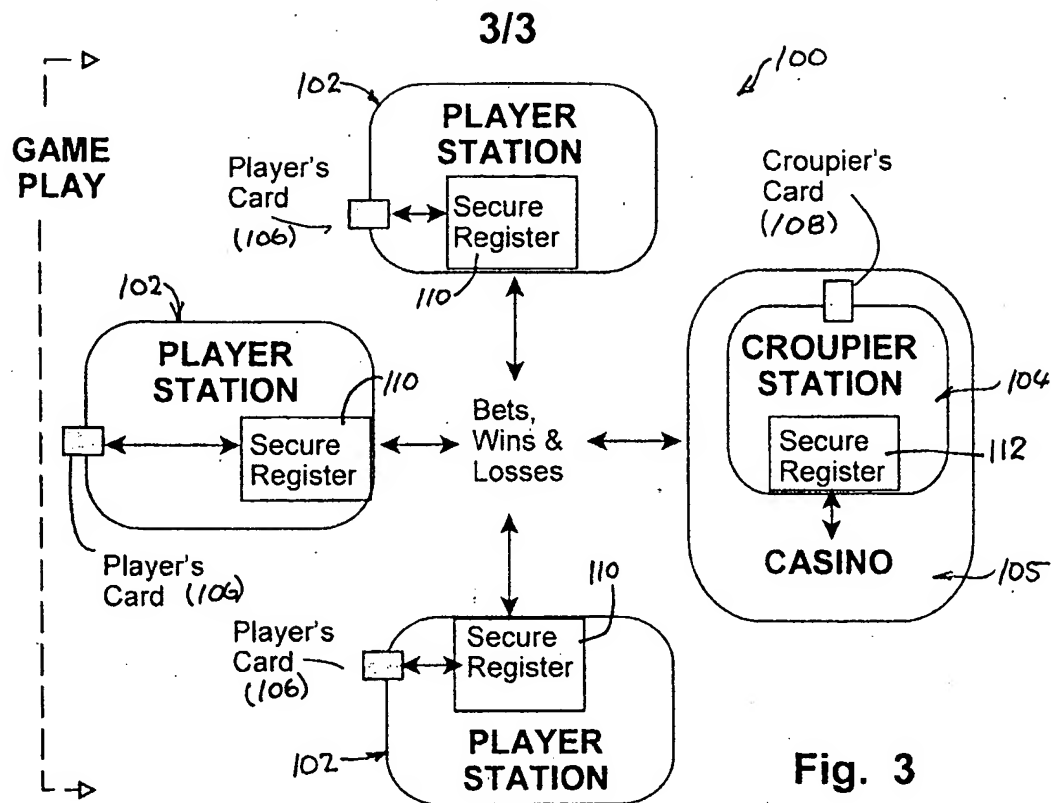 3/3
100
GAME
PLAY
102
PLAYER
STATION
Player's
Card
(106)
Secure
Register
110
Croupier's
Card
(108)
102
PLAYER
STATION
110
Secure
Register
Player's
Card (106)
Bets,
Wins &
Losses
CROUPIER
STATION
104
Secure
Register
112
CASINO
105
Player's
Card
(106)
Secure
Register
110
PLAYER
STATION
102
Fig. 3